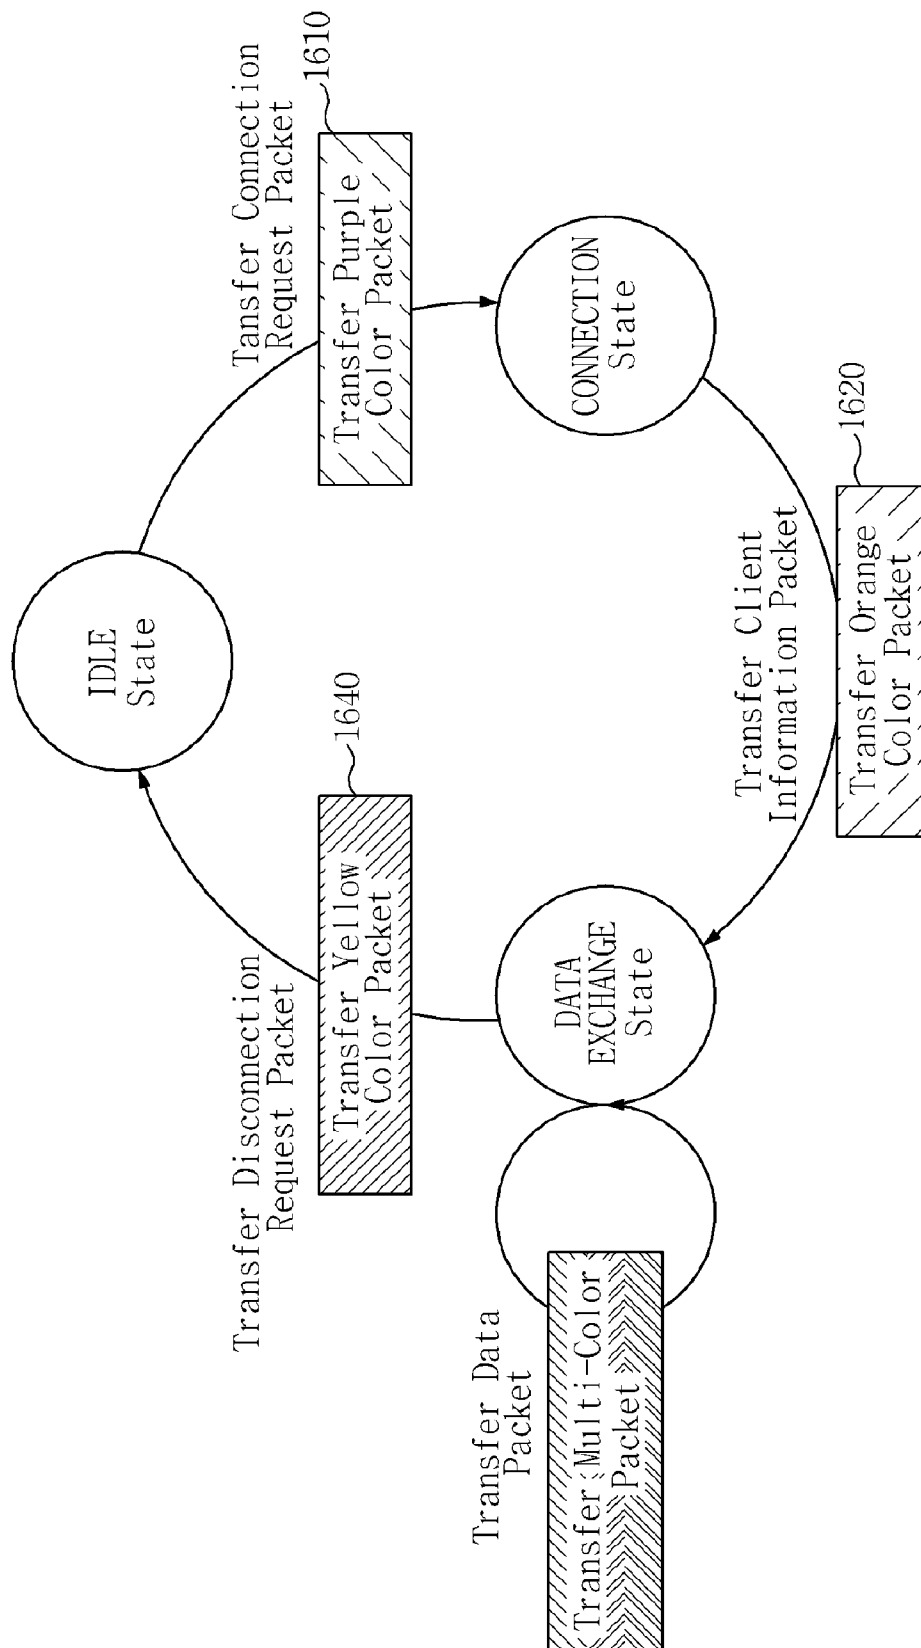 Tansfer Connection
Request Packet
1610
Transfer Purple
Color Packet
IDLE
State
CONNECTION
State
1640
Transfer Yellow
Color Packet
Transfer Disconnection
Request Packet
1620
Transfer Client
Information Packet
Transfer Orange
Color Packet
DATA
EXCHANGE
State
Transfer Data
Packet
Transfer Multi-Color
Packet